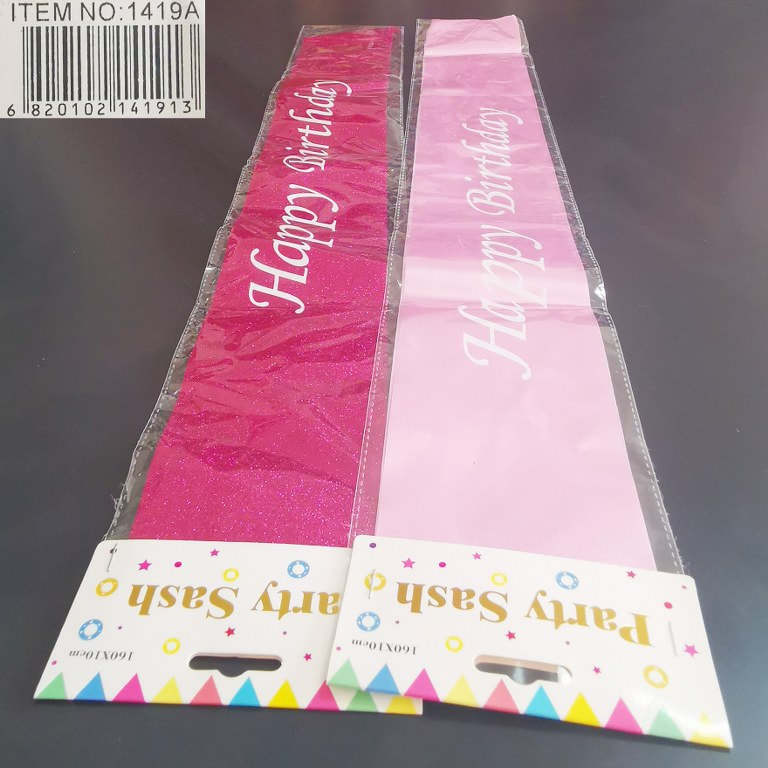 ITEM NO:1419A
6 820102 141913
Happy Birthday
Happy Birthday
Party Sash
160X10cm
Party Sash
160X10cm